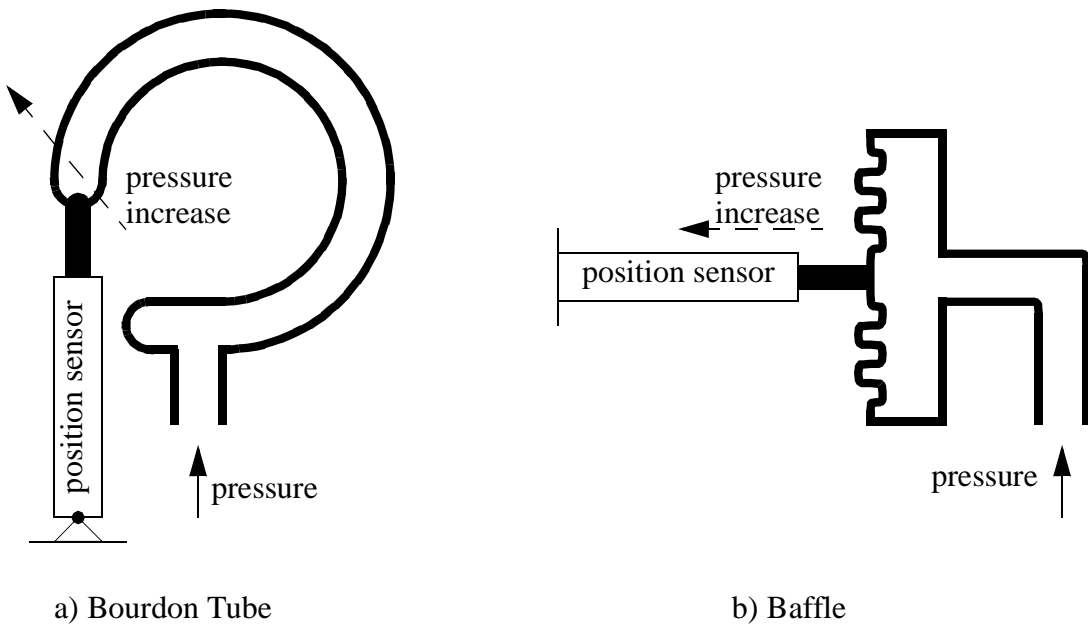 pressure
increase
position sensor
pressure
a) Bourdon Tube
pressure
increase
position sensor
pressure
b) Baffle